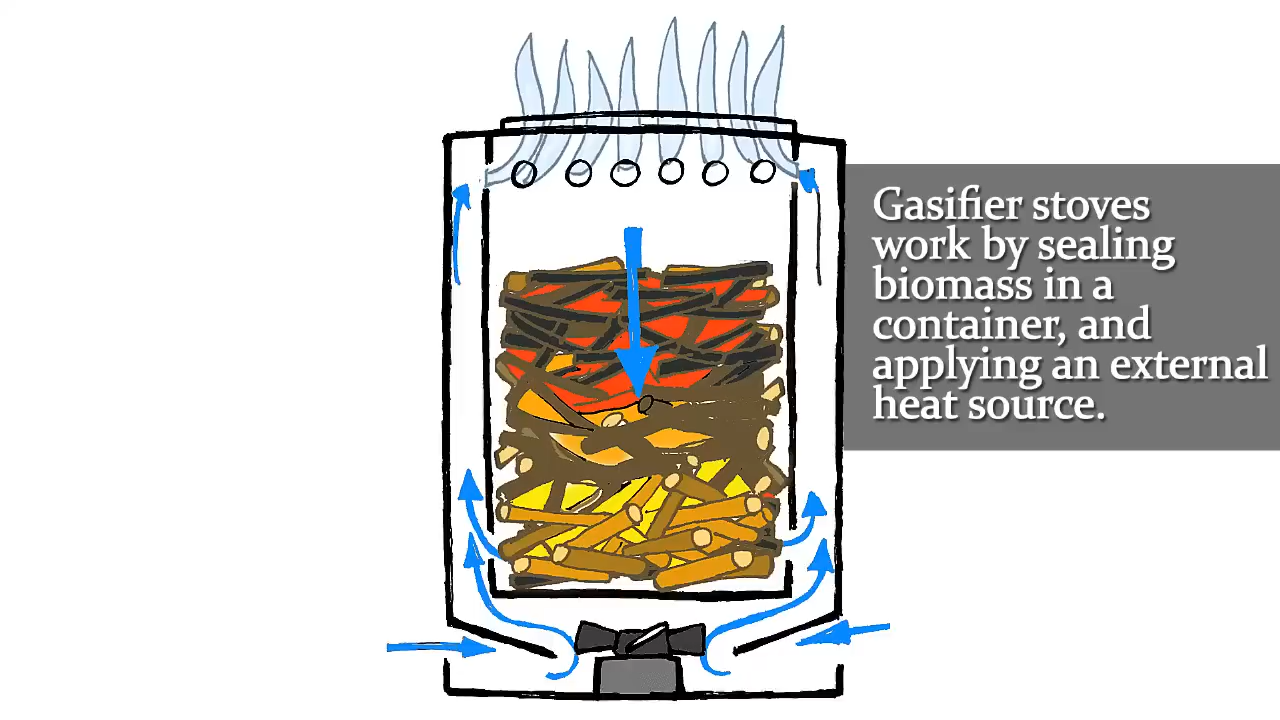 Gasifier stoves
work by sealing
biomass in a
container, and
applying an external
heat source.